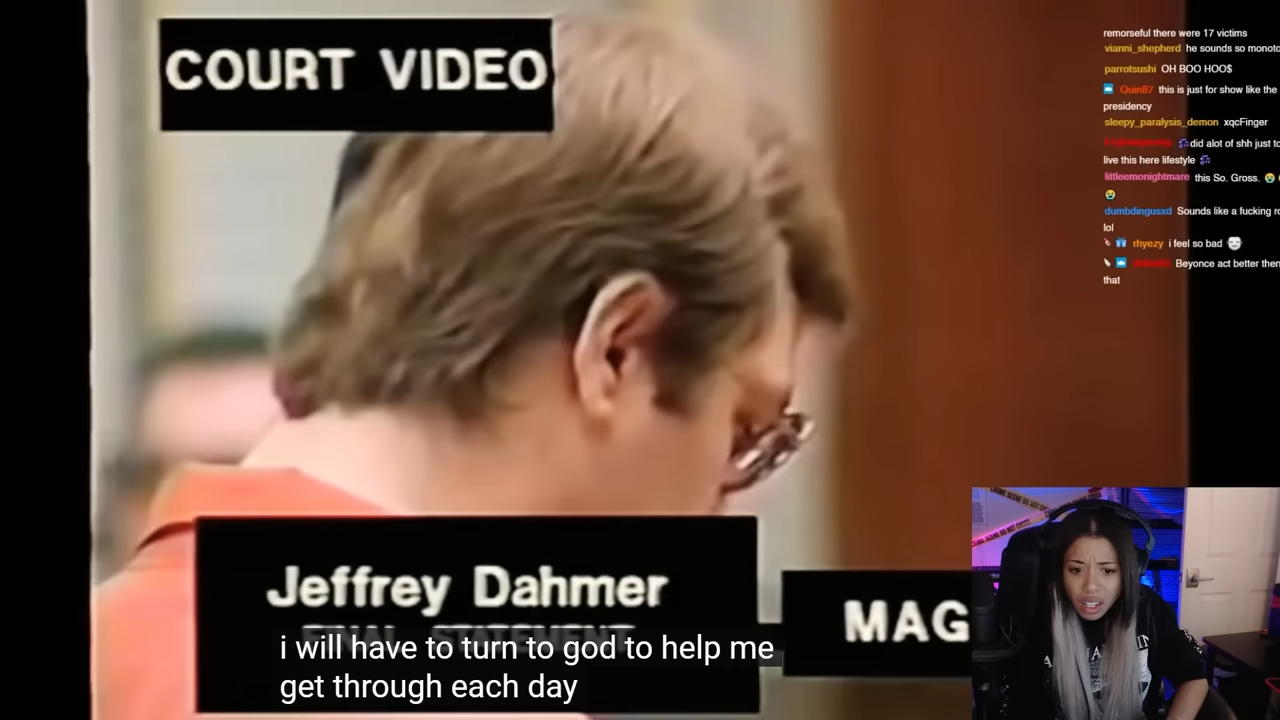 COURT VIDEO
remorseful there were 17 victims
vianni_shepherd he sounds so monoto
parrotsushi OH BOO HOO$
Quin87 this is just for show like the
presidency
sleepy_paralysis_demon xqcFinger
did alot of shh just to
live this here lifestyle
littleemonightmare this So. Gross.
dumbdingusxd Sounds like a fucking ro
lol
rhyezy i feel so bad
Beyonce act better then
that
Jeffrey Dahmer
FINAL STATEMENT
MAG
i will have to turn to god to help me
get through each day